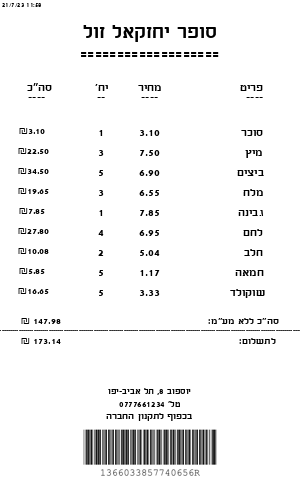 21/7/23 11:59
סופר יחזקאל זול
===================
פריט מחיר יח' סה"כ
---- ---- ---- ----
סוכר 3.10 1 ₪3.10
מיץ 7.50 3 ₪22.50
ביצים 6.90 5 ₪34.50
מלח 6.55 3 ₪19.65
גבינה 7.85 1 ₪7.85
לחם 6.95 4 ₪27.80
חלב 5.04 2 ₪10.08
חמאה 1.17 5 ₪5.85
שוקולד 3.33 5 ₪16.65
סה"כ ללא מע"מ: 147.98 ₪
לתשלום: 173.14 ₪
יוספוב 8, תל אביב-יפו
טל' 0777661234
בכפוף לתקנון החברה
1366033857740656R